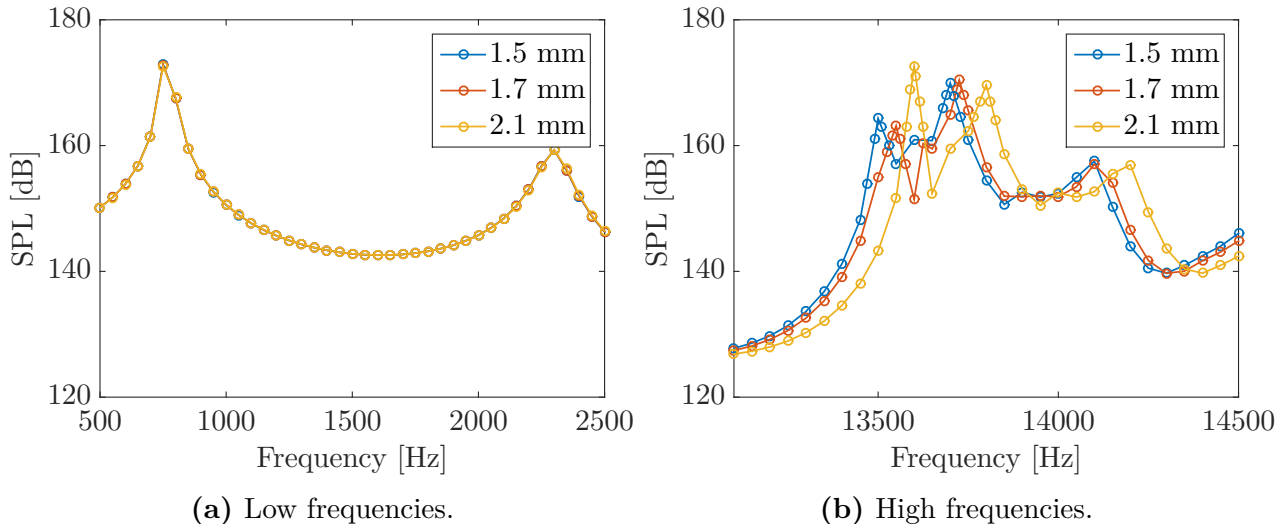 180
160
140
120
SPL [dB]
500
1000
1500
2000
2500
Frequency [Hz]
1.5 mm
1.7 mm
2.1 mm
(a) Low frequencies.
180
160
140
120
SPL [dB]
13500
14000
14500
Frequency [Hz]
1.5 mm
1.7 mm
2.1 mm
(b) High frequencies.